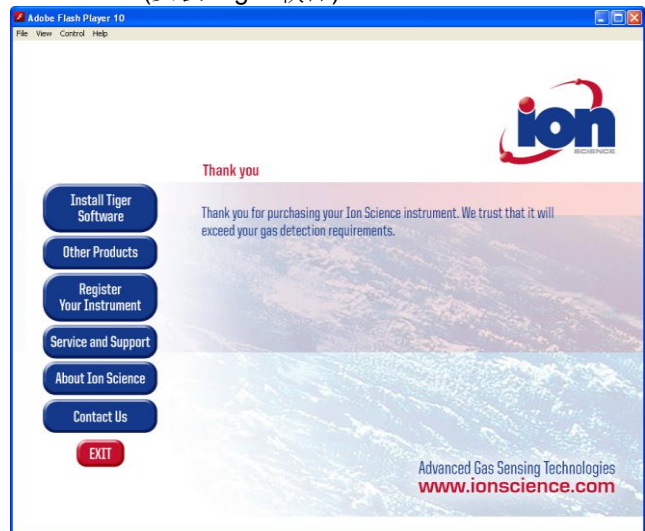 Adobe Flash Player 10
File View Control Help
ion
SCIENCE
Thank you
Install Tiger
Software
Thank you for purchasing your Ion Science instrument. We trust that it will
exceed your gas detection requirements.
Other Products
Register
Your Instrument
Service and Support
About Ion Science
Contact Us
EXIT
Advanced Gas Sensing Technologies
www.ionscience.com